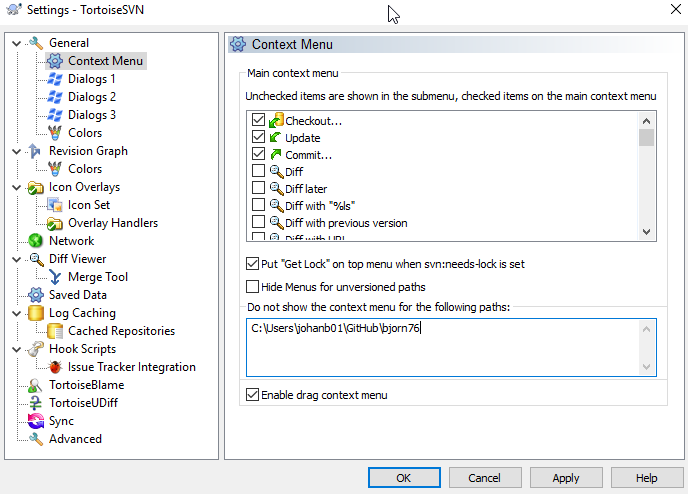 Settings - TortoiseSVN
General
Context Menu
Dialogs 1
Dialogs 2
Dialogs 3
Colors
Revision Graph
Colors
Icon Overlays
Icon Set
Overlay Handlers
Network
Diff Viewer
Merge Tool
Saved Data
Log Caching
Cached Repositories
Hook Scripts
Issue Tracker Integration
TortoiseBlame
TortoiseUDiff
Sync
Advanced
Context Menu
Main context menu
Unchecked items are shown in the submenu, checked items on the main context menu
Checkout...
Update
Commit...
Diff
Diff later
Diff with "%ls"
Diff with previous version
Diff with URL
Put "Get Lock" on top menu when svn:needs-lock is set
Hide Menus for unversioned paths
Do not show the context menu for the following paths:
C:\Users\johanb01\GitHub\bjorn76
Enable drag context menu
OK
Cancel
Apply
Help